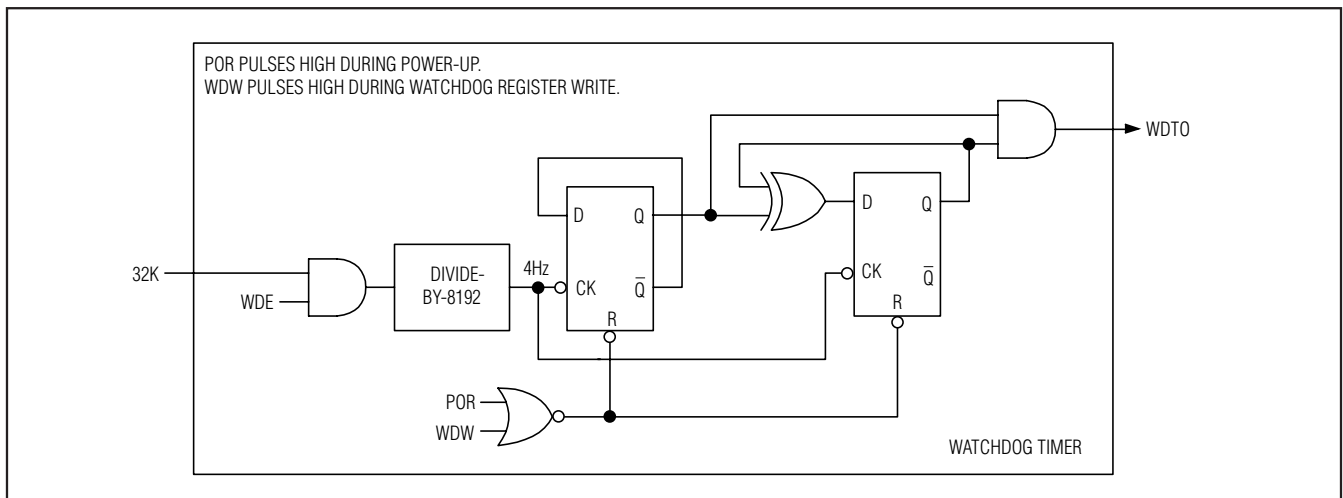 POR PULSES HIGH DURING POWER-UP.
WDW PULSES HIGH DURING WATCHDOG REGISTER WRITE.
WDTO
D
Q
D
Q
32K
WDE
DIVIDE-
BY-8192
4Hz
CK
Q̅
R
CK
Q̅
R
POR
WDW
WATCHDOG TIMER